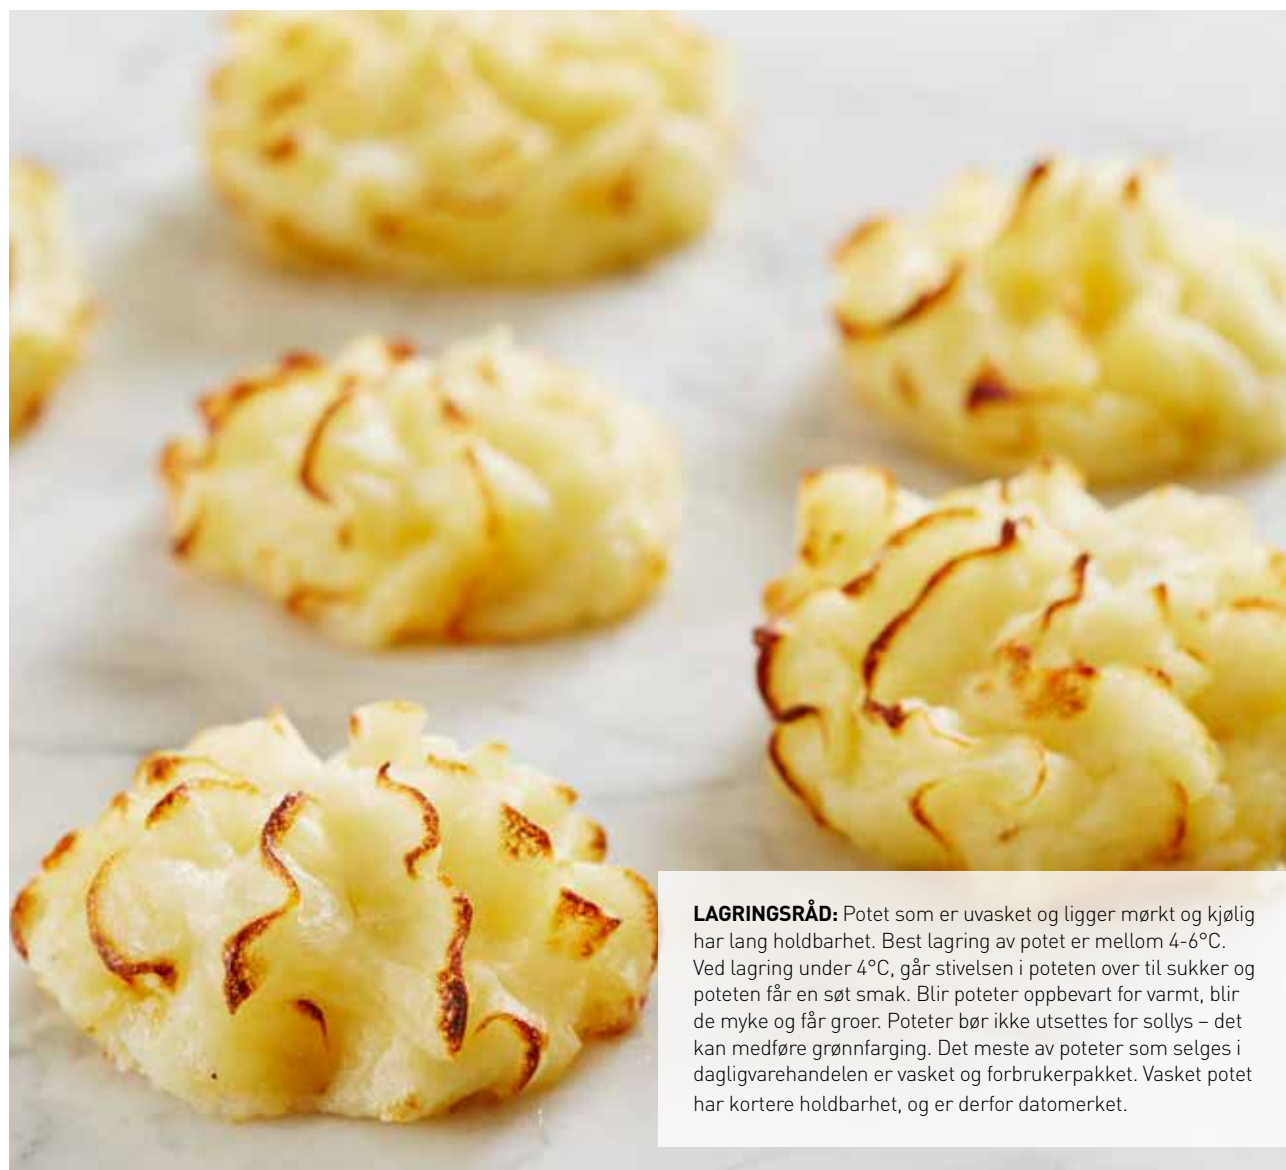 LAGRINGSRÅD: Potet som er uvasket og ligger mørkt og kjølig
har lang holdbarhet. Best lagring av potet er mellom 4-6°C.
Ved lagring under 4°C, går stivelsen i poteten over til sukker og
poteten får en søt smak. Blir poteter oppbevart for varmt, blir
de myke og får groer. Poteter bør ikke utsettes for sollys – det
kan medføre grønnfarging. Det meste av poteter som selges i
dagligvarehandelen er vasket og forbrukerpakket. Vasket potet
har kortere holdbarhet, og er derfor datomerket.